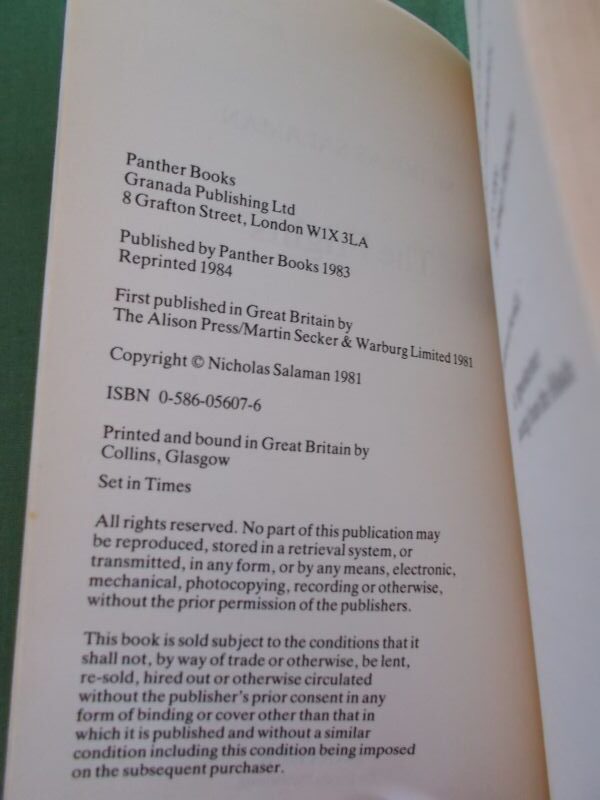 Panther Books
Granada Publishing Ltd
8 Grafton Street, London W1X 3LA
Published by Panther Books 1983
Reprinted 1984
First published in Great Britain by
The Alison Press/Martin Secker & Warburg Limited 1981
Copyright © Nicholas Salaman 1981
ISBN 0-586-05607-6
Printed and bound in Great Britain by
Collins, Glasgow
Set in Times
All rights reserved. No part of this publication may
be reproduced, stored in a retrieval system, or
transmitted, in any form, or by any means, electronic,
mechanical, photocopying, recording or otherwise,
without the prior permission of the publishers.
This book is sold subject to the conditions that it
shall not, by way of trade or otherwise, be lent,
re-sold, hired out or otherwise circulated
without the publisher's prior consent in any
form of binding or cover other than that in
which it is published and without a similar
condition including this condition being imposed
on the subsequent purchaser.